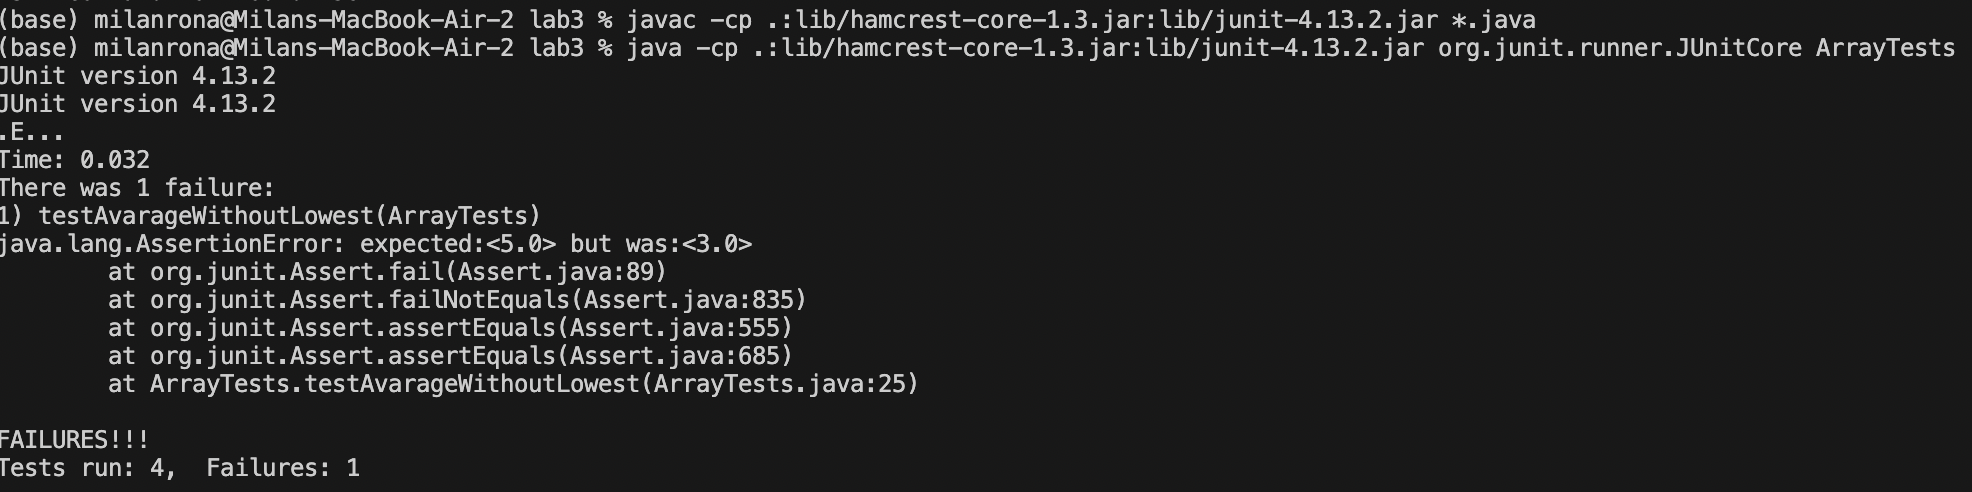 (base) milanrona@Milans-MacBook-Air-2 lab3 % javac -cp .:lib/hamcrest-core-1.3.jar:lib/junit-4.13.2.jar *.java
(base) milanrona@Milans-MacBook-Air-2 lab3 % java -cp .:lib/hamcrest-core-1.3.jar:lib/junit-4.13.2.jar org.junit.runner.JUnitCore ArrayTests
JUnit version 4.13.2
JUnit version 4.13.2
.E...
Time: 0.032
There was 1 failure:
1) testAvarageWithoutLowest(ArrayTests)
java.lang.AssertionError: expected:<5.0> but was:<3.0>
        at org.junit.Assert.fail(Assert.java:89)
        at org.junit.Assert.failNotEquals(Assert.java:835)
        at org.junit.Assert.assertEquals(Assert.java:555)
        at org.junit.Assert.assertEquals(Assert.java:685)
        at ArrayTests.testAvarageWithoutLowest(ArrayTests.java:25)
FAILURES!!!
Tests run: 4,  Failures: 1